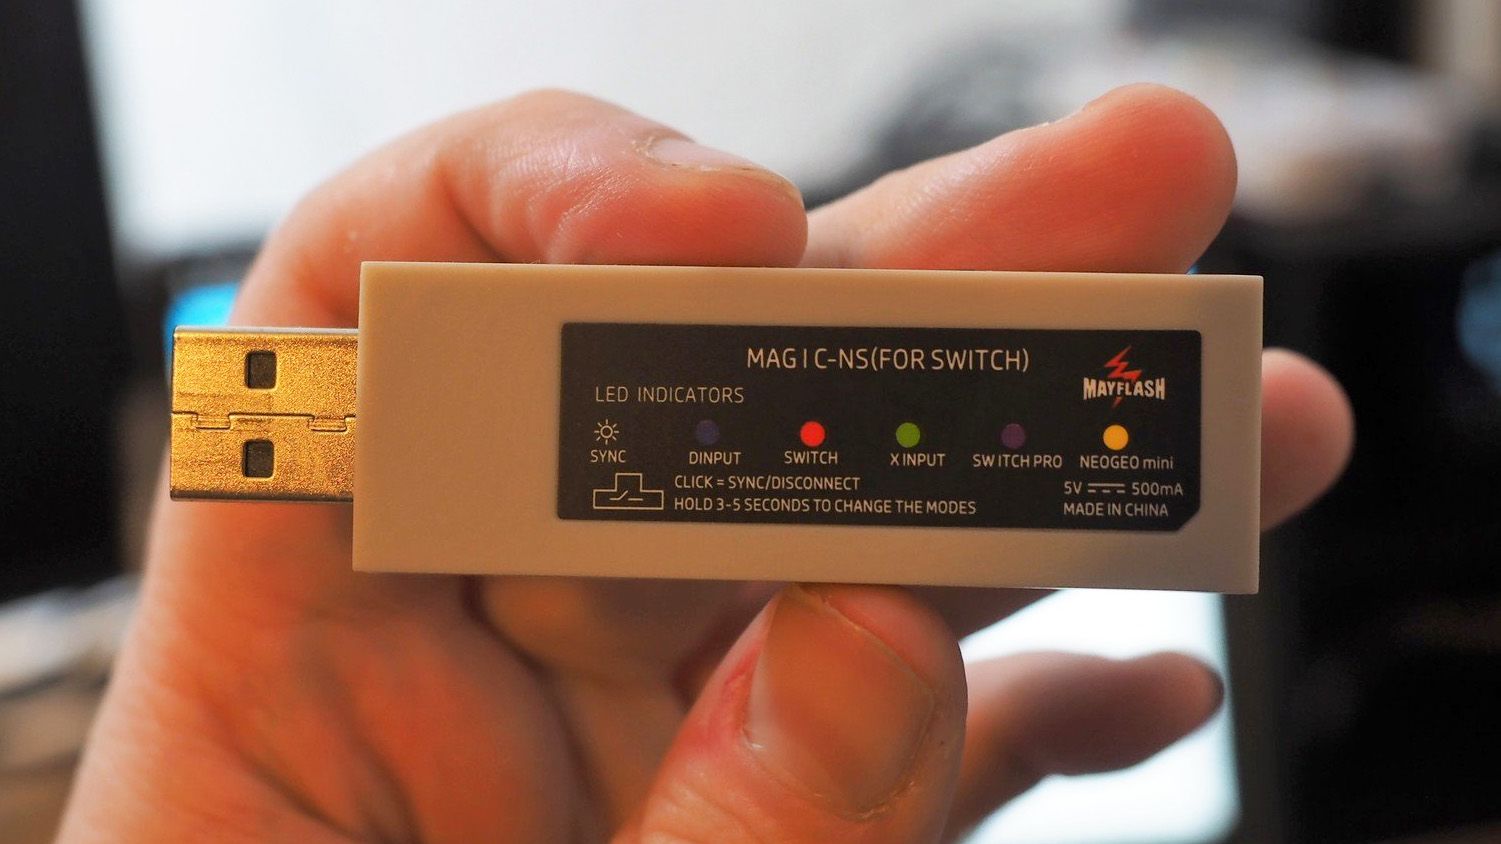 MAGIC-NS(FOR SWITCH)
MAYFLASH
LED INDICATORS
SYNC DINPUT SWITCH XINPUT SWITCH PRO NEOGEO mini
CLICK = SYNC/DISCONNECT
5V 500mA
HOLD 3-5 SECONDS TO CHANGE THE MODES
MADE IN CHINA